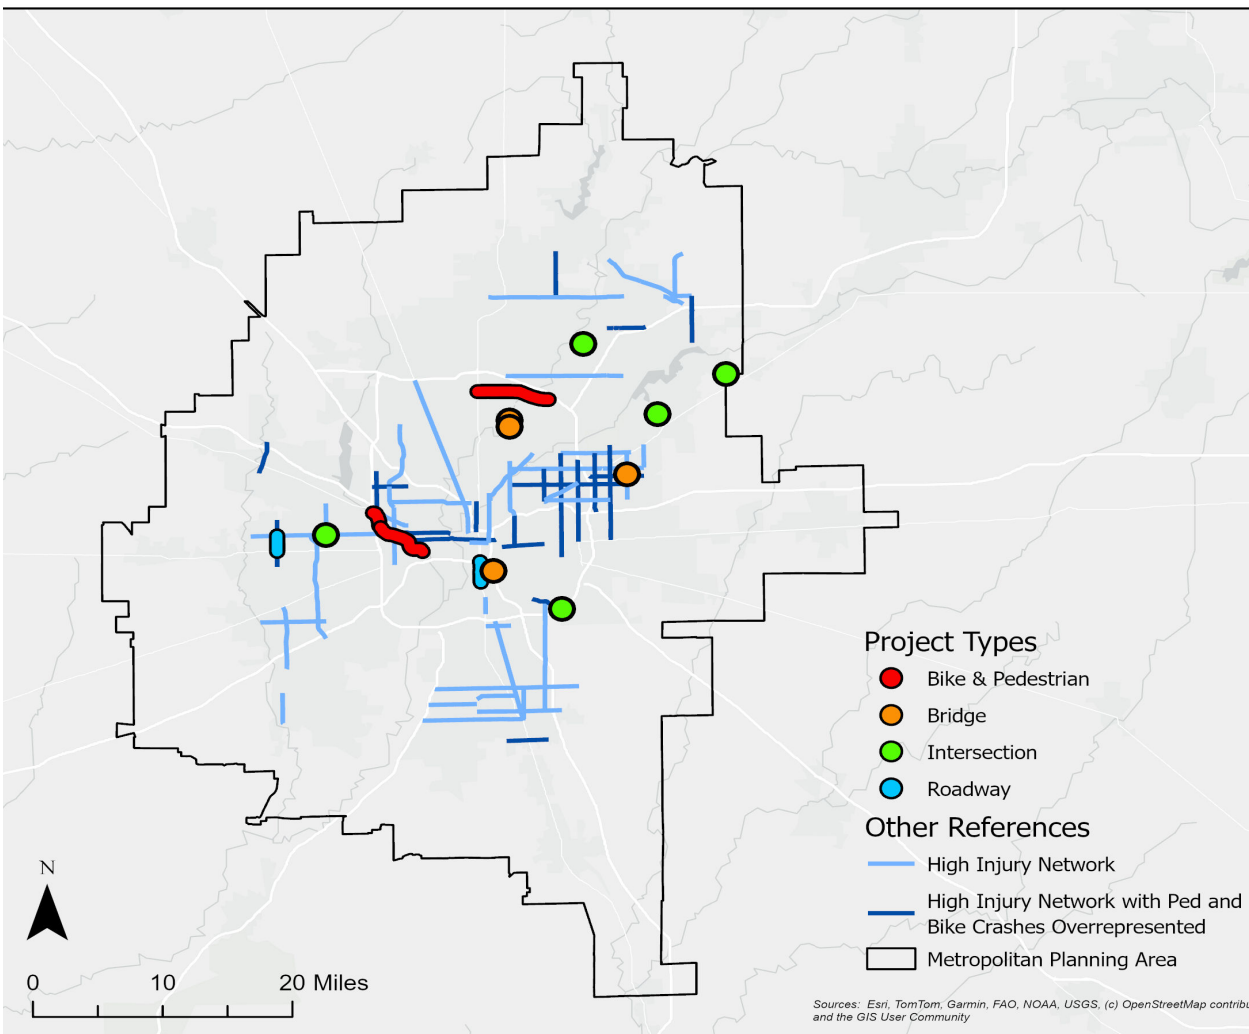 Project Types
Bike & Pedestrian
Bridge
Intersection
Roadway
Other References
High Injury Network
High Injury Network with Ped and
Bike Crashes Overrepresented
Metropolitan Planning Area
N
0 10 20 Miles
Sources: Esri, TomTom, Garmin, FAO, NOAA, USGS, (c) OpenStreetMap contribu
and the GIS User Community